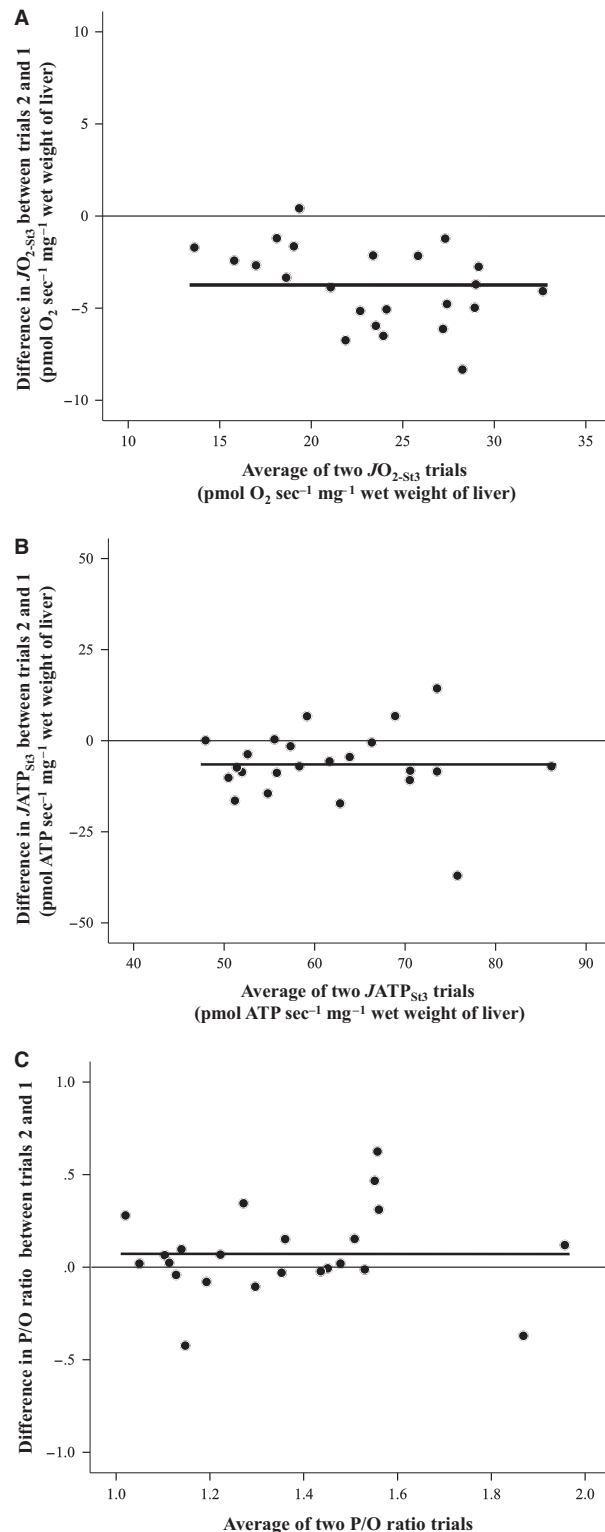 A
Difference in JO₂₋St3 between trials 2 and 1
(pmol O₂ sec⁻¹ mg⁻¹ wet weight of liver)
10
5
0
−5
−10
10
15
20
25
30
35
Average of two JO₂₋St3 trials
(pmol O₂ sec⁻¹ mg⁻¹ wet weight of liver)
B
Difference in JATPSt3 between trials 2 and 1
(pmol ATP sec⁻¹ mg⁻¹ wet weight of liver)
50
25
0
−25
−50
40
50
60
70
80
90
Average of two JATPSt3 trials
(pmol ATP sec⁻¹ mg⁻¹ wet weight of liver)
C
Difference in P/O ratio between trials 2 and 1
1.0
.5
.0
−.5
−1.0
1.0
1.2
1.4
1.6
1.8
2.0
Average of two P/O ratio trials